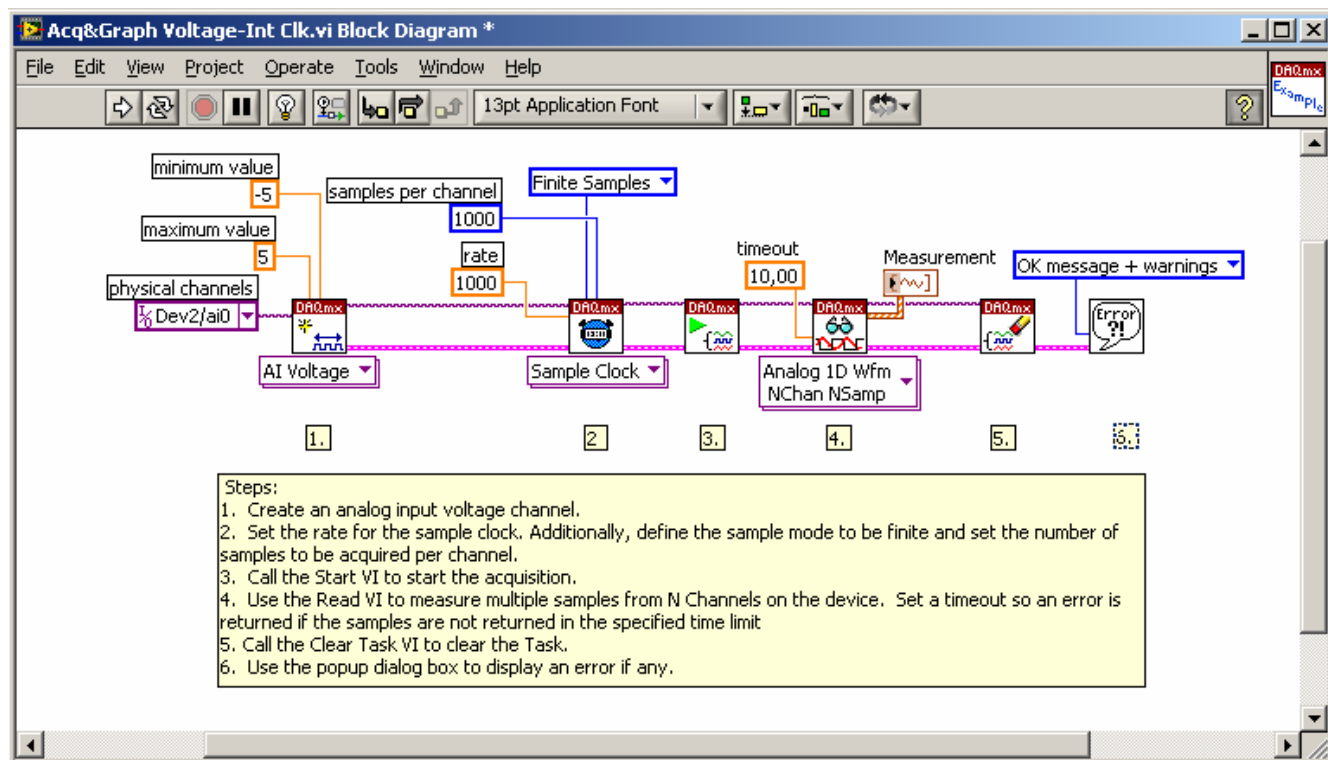 Acq&Graph Voltage-Int Clk.vi Block Diagram *
File Edit View Project Operate Tools Window Help
DAQmx
Example
13pt Application Font
?
minimum value
-5
samples per channel
1000
Finite Samples
maximum value
5
rate
1000
timeout
10,00
Measurement
OK message + warnings
physical channels
I/O Dev2/ai0
DAQmx
DAQmx
DAQmx
DAQmx
DAQmx
Error
?!
AI Voltage
Sample Clock
Analog 1D Wfm
NChan NSamp
1.
2
3.
4.
5.
6.
Steps:
1. Create an analog input voltage channel.
2. Set the rate for the sample clock. Additionally, define the sample mode to be finite and set the number of
samples to be acquired per channel.
3. Call the Start VI to start the acquisition.
4. Use the Read VI to measure multiple samples from N Channels on the device. Set a timeout so an error is
returned if the samples are not returned in the specified time limit
5. Call the Clear Task VI to clear the Task.
6. Use the popup dialog box to display an error if any.